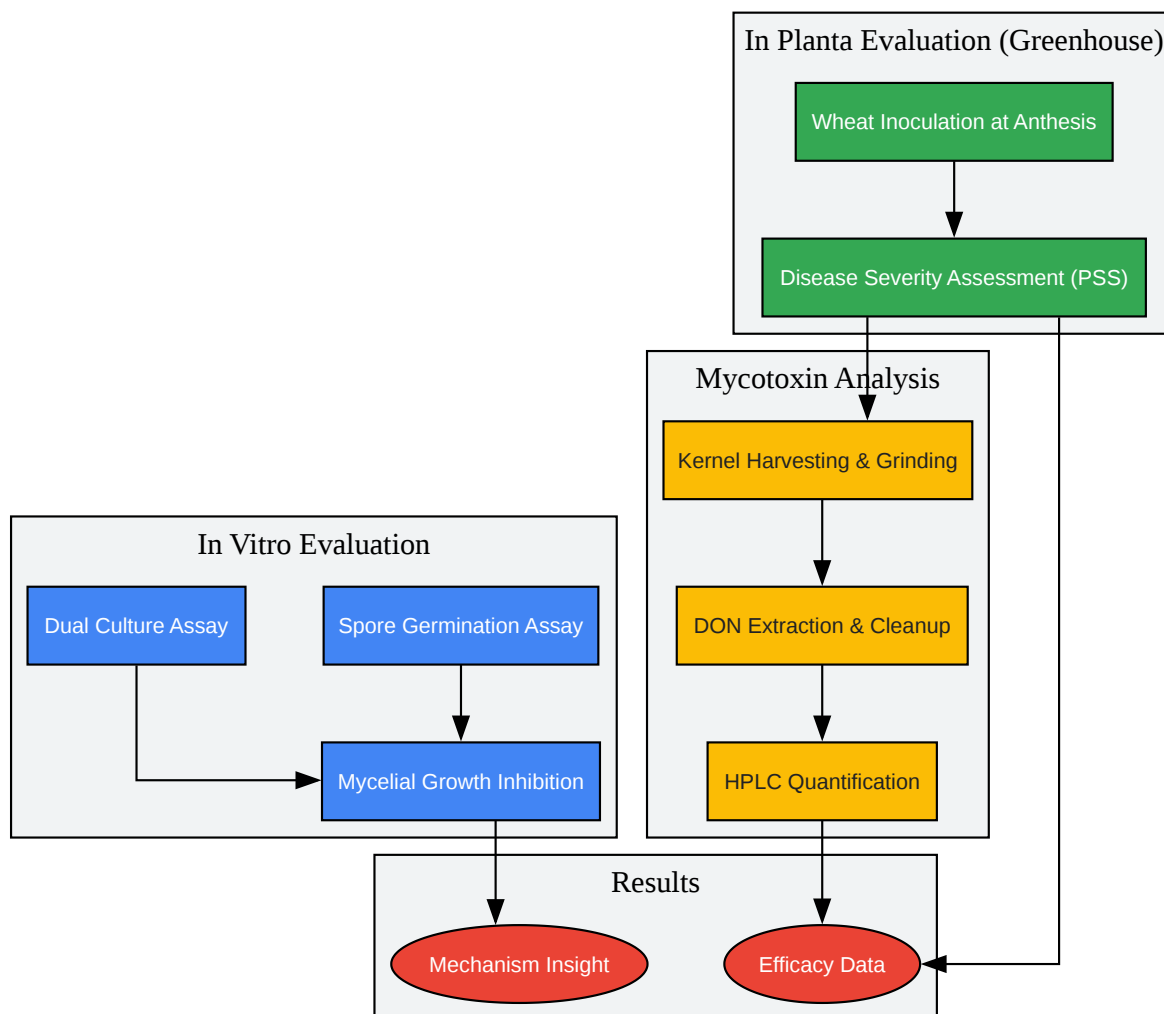 In Planta Evaluation (Greenhouse)
Wheat Inoculation at Anthesis
Disease Severity Assessment (PSS)
Mycotoxin Analysis
Kernel Harvesting & Grinding
In Vitro Evaluation
Dual Culture Assay
Spore Germination Assay
DON Extraction & Cleanup
Mycelial Growth Inhibition
HPLC Quantification
Results
Mechanism Insight
Efficacy Data